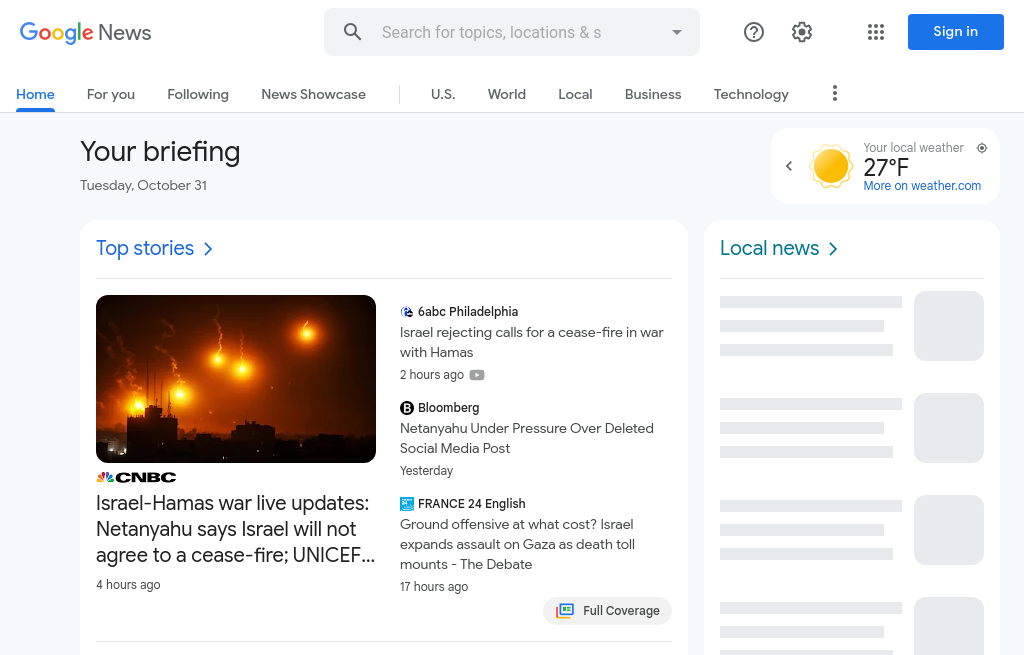 Google News
Search for topics, locations & s
Sign in
Home
For you
Following
News Showcase
U.S.
World
Local
Business
Technology
Your briefing
Tuesday, October 31
Your local weather
27°F
More on weather.com
Top stories
Local news
CNBC
Israel-Hamas war live updates:
Netanyahu says Israel will not
agree to a cease-fire; UNICEF...
4 hours ago
6abc Philadelphia
Israel rejecting calls for a cease-fire in war
with Hamas
2 hours ago
B Bloomberg
Netanyahu Under Pressure Over Deleted
Social Media Post
Yesterday
FRANCE 24 English
Ground offensive at what cost? Israel
expands assault on Gaza as death toll
mounts - The Debate
17 hours ago
Full Coverage